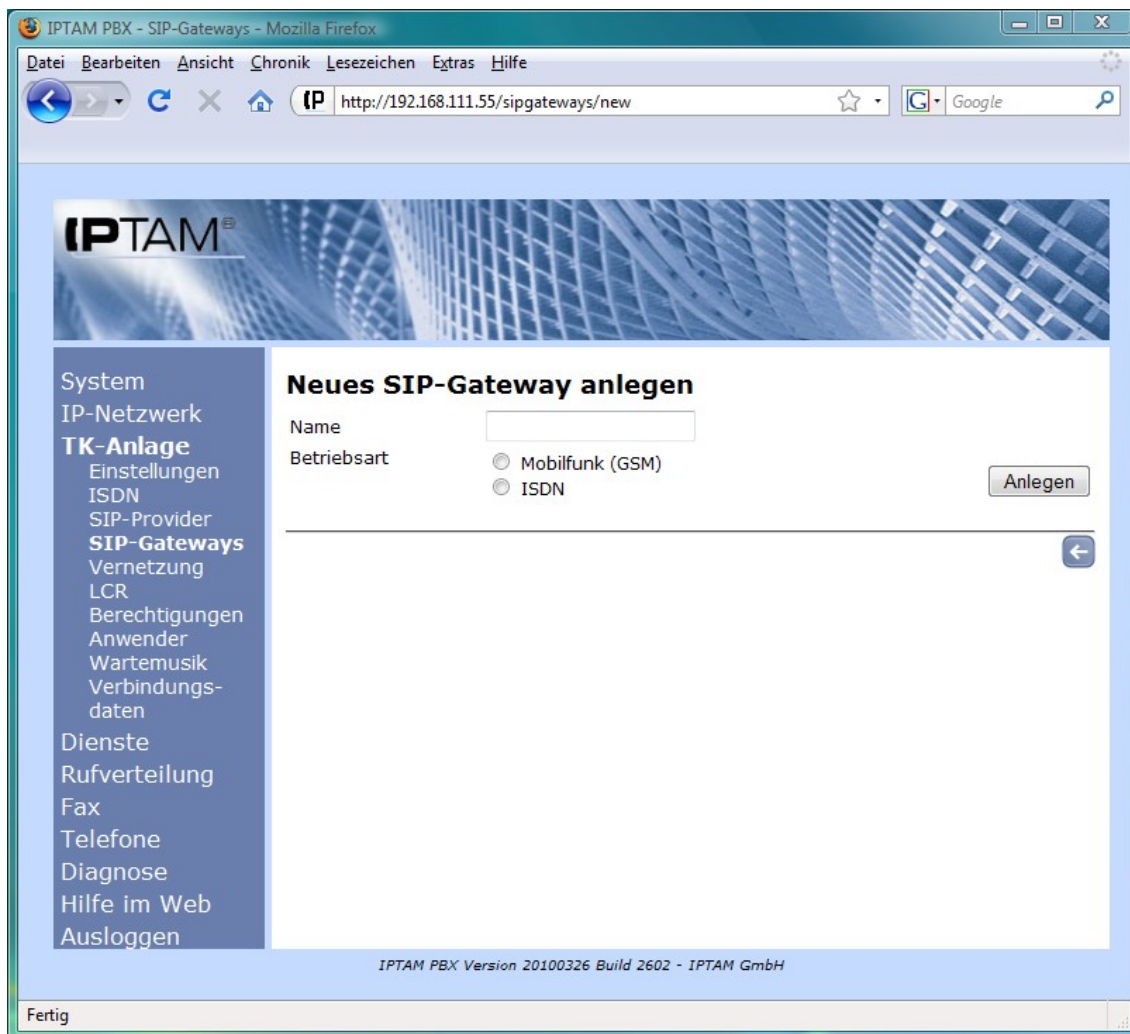 IPTAM PBX - SIP-Gateways - Mozilla Firefox
Datei Bearbeiten Ansicht Chronik Lesezeichen Extras Hilfe
IP http://192.168.111.55/sipgateways/new G Google
IPTAM®
System
IP-Netzwerk
TK-Anlage
Einstellungen
ISDN
SIP-Provider
SIP-Gateways
Vernetzung
LCR
Berechtigungen
Anwender
Wartemusik
Verbindungs-
daten
Dienste
Rufverteilung
Fax
Telefone
Diagnose
Hilfe im Web
Ausloggen
Neues SIP-Gateway anlegen
Name
Betriebsart
Mobilfunk (GSM)
ISDN
Anlegen
IPTAM PBX Version 20100326 Build 2602 - IPTAM GmbH
Fertig